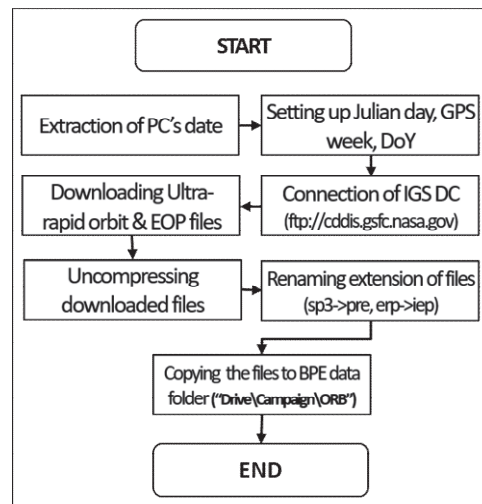 START
Extraction of PC's date
Setting up Julian day, GPS
week, DoY
Connection of IGS DC
(ftp://cddis.gsfc.nasa.gov)
Downloading Ultra-
rapid orbit & EOP files
Uncompressing
downloaded files
Renaming extension of files
(sp3->pre, erp->iep)
Copying the files to BPE data
folder ("Drive\Campaign\ORB")
END